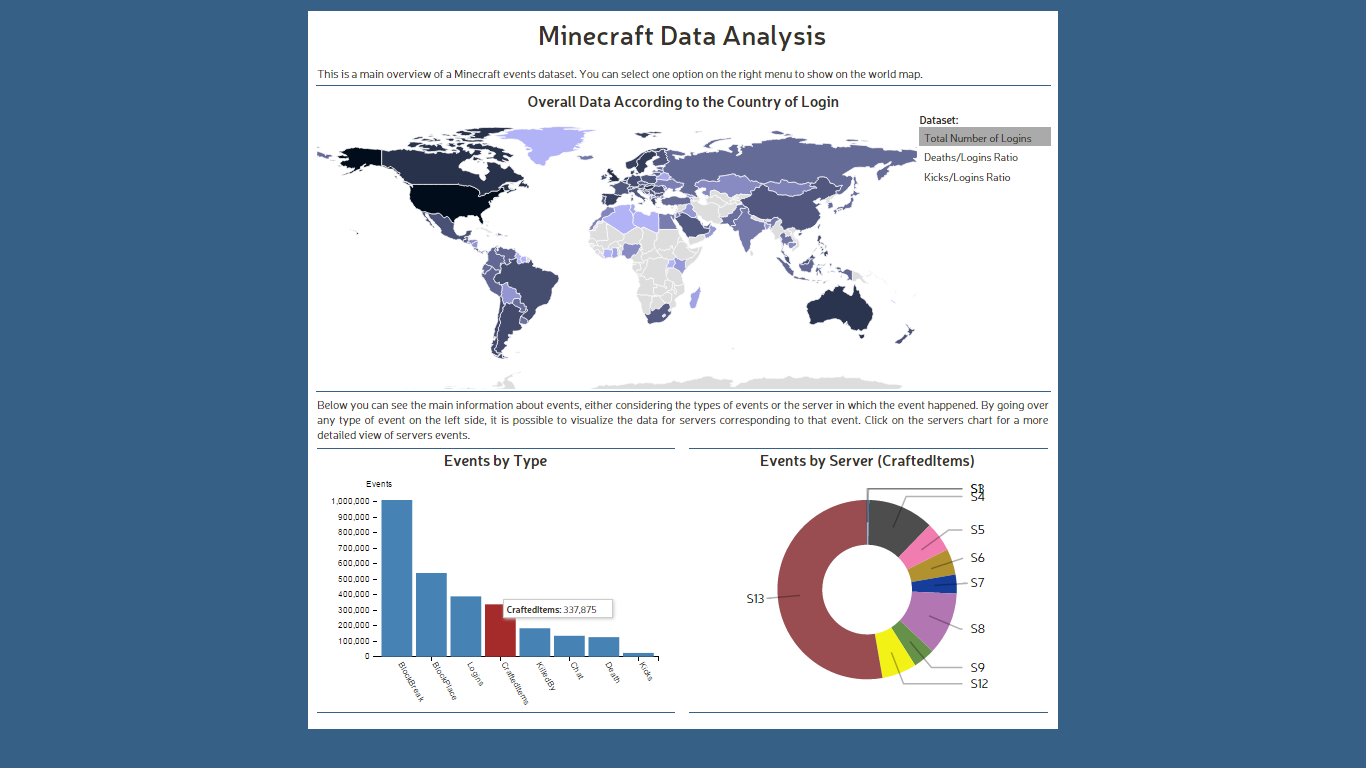 Minecraft Data Analysis
This is a main overview of a Minecraft events dataset. You can select one option on the right menu to show on the world map.
Overall Data According to the Country of Login
Dataset:
Total Number of Logins
Deaths/Logins Ratio
Kicks/Logins Ratio
Below you can see the main information about events, either considering the types of events or the server in which the event happened. By going over
any type of event on the left side, it is possible to visualize the data for servers corresponding to that event. Click on the servers chart for a more
detailed view of servers events.
Events by Type
Events
1,000,000
900,000
800,000
700,000
600,000
500,000
400,000
300,000
200,000
100,000
0
CraftedItems: 337,875
BlockBreak
BlockPlace
Logins
CraftedItems
KilledBy
Chat
Death
Kicks
Events by Server (CraftedItems)
S4
S5
S6
S7
S8
S9
S12
S13